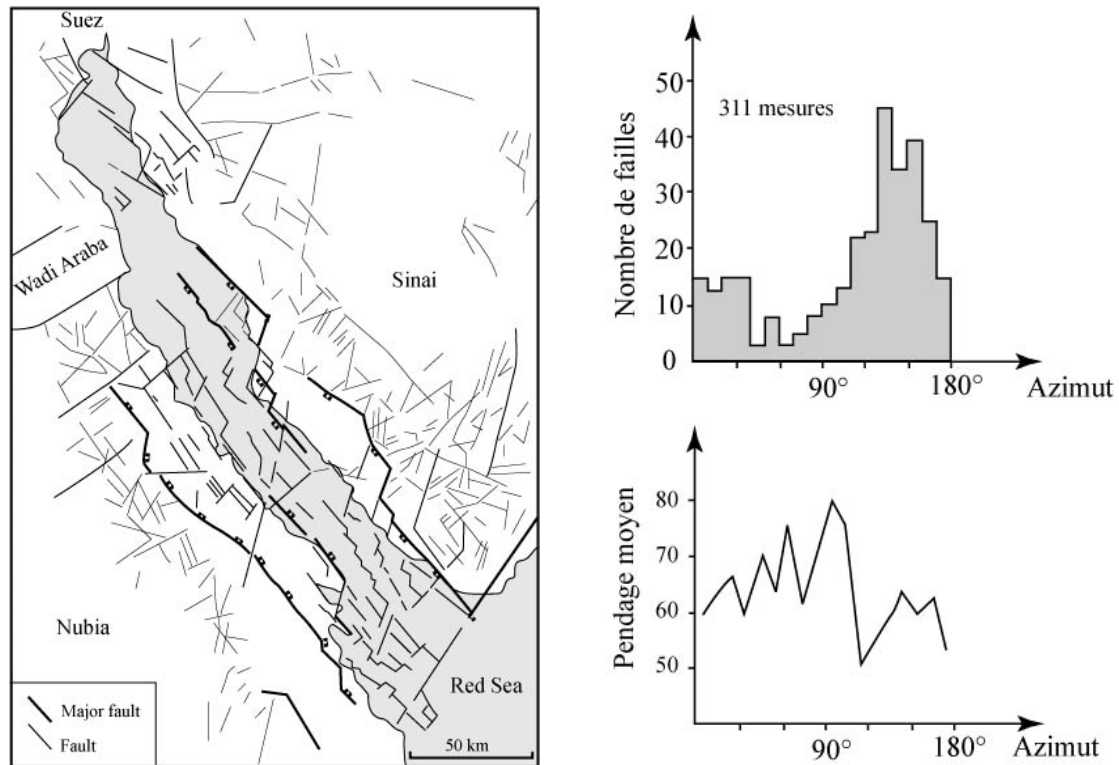 Suez
Wadi Araba
Sinai
Nubia
Red Sea
Major fault
Fault
50 km
Nombre de failles
311 mesures
50
40
30
20
10
0
90°
180°
Azimut
Pendage moyen
80
70
60
50
90°
180°
Azimut